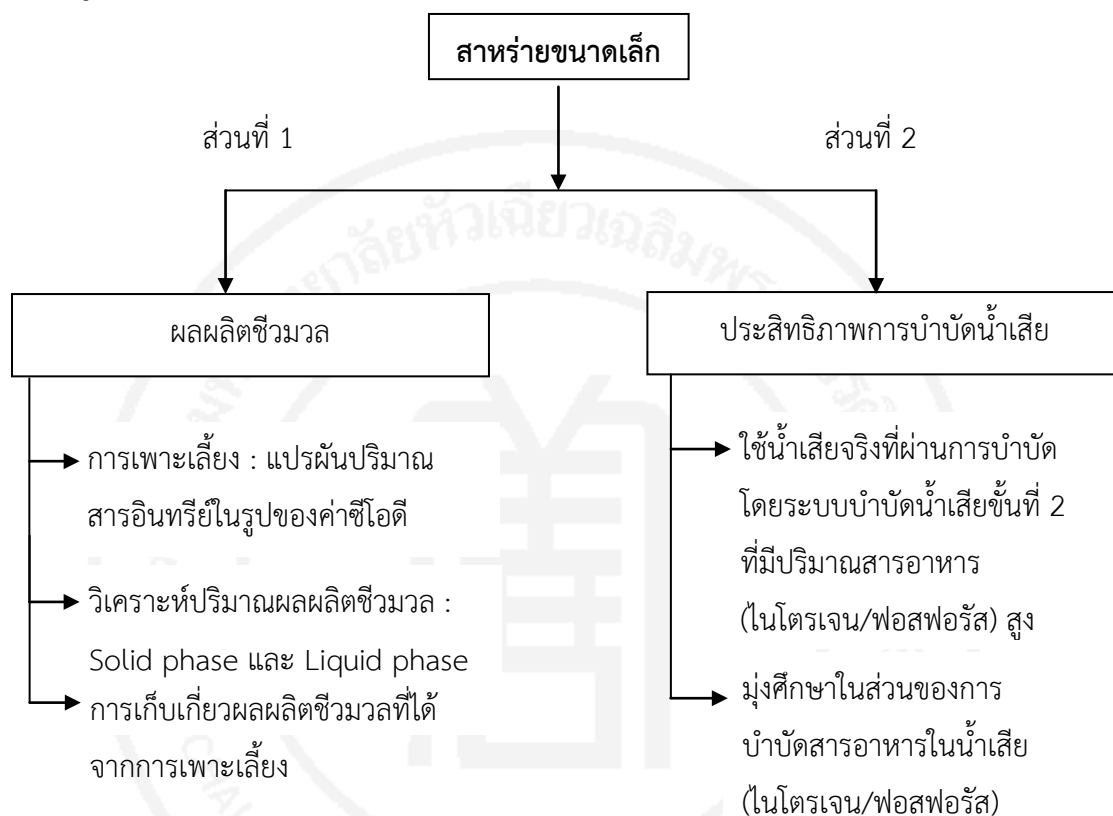 สาหร่ายขนาดเล็ก
ส่วนที่ 1
ส่วนที่ 2
ผลผลิตชีวมวล
การเพาะเลี้ยง : แปรผันปริมาณ
สารอินทรีย์ในรูปของค่าซีโอดี
วิเคราะห์ปริมาณผลผลิตชีวมวล :
Solid phase และ Liquid phase
การเก็บเกี่ยวผลผลิตชีวมวลที่ได้
จากการเพาะเลี้ยง
ประสิทธิภาพการบำบัดน้ำเสีย
ใช้น้ำเสียจริงที่ผ่านการบำบัด
โดยระบบบำบัดน้ำเสียขั้นที่ 2
ที่มีปริมาณสารอาหาร
(ไนโตรเจน/ฟอสฟอรัส) สูง
มุ่งศึกษาในส่วนของการ
บำบัดสารอาหารในน้ำเสีย
(ไนโตรเจน/ฟอสฟอรัส)